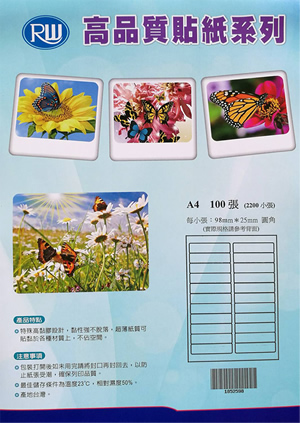 RW
高品質貼紙系列
A4 100張 (2200小張)
每小張：98mm＊25mm 圓角
(實際規格請參考背面)
產品特點
特殊高黏膠設計，黏性強不脫落，超薄紙質可
貼黏於各種材質上，不佔空間。
注意事項
包裝打開後如未用完請將封口再封回去，以防
止紙張受潮，確保列印品質。
最佳儲存條件為溫度23℃，相對濕度50%。
產地台灣。
1852598